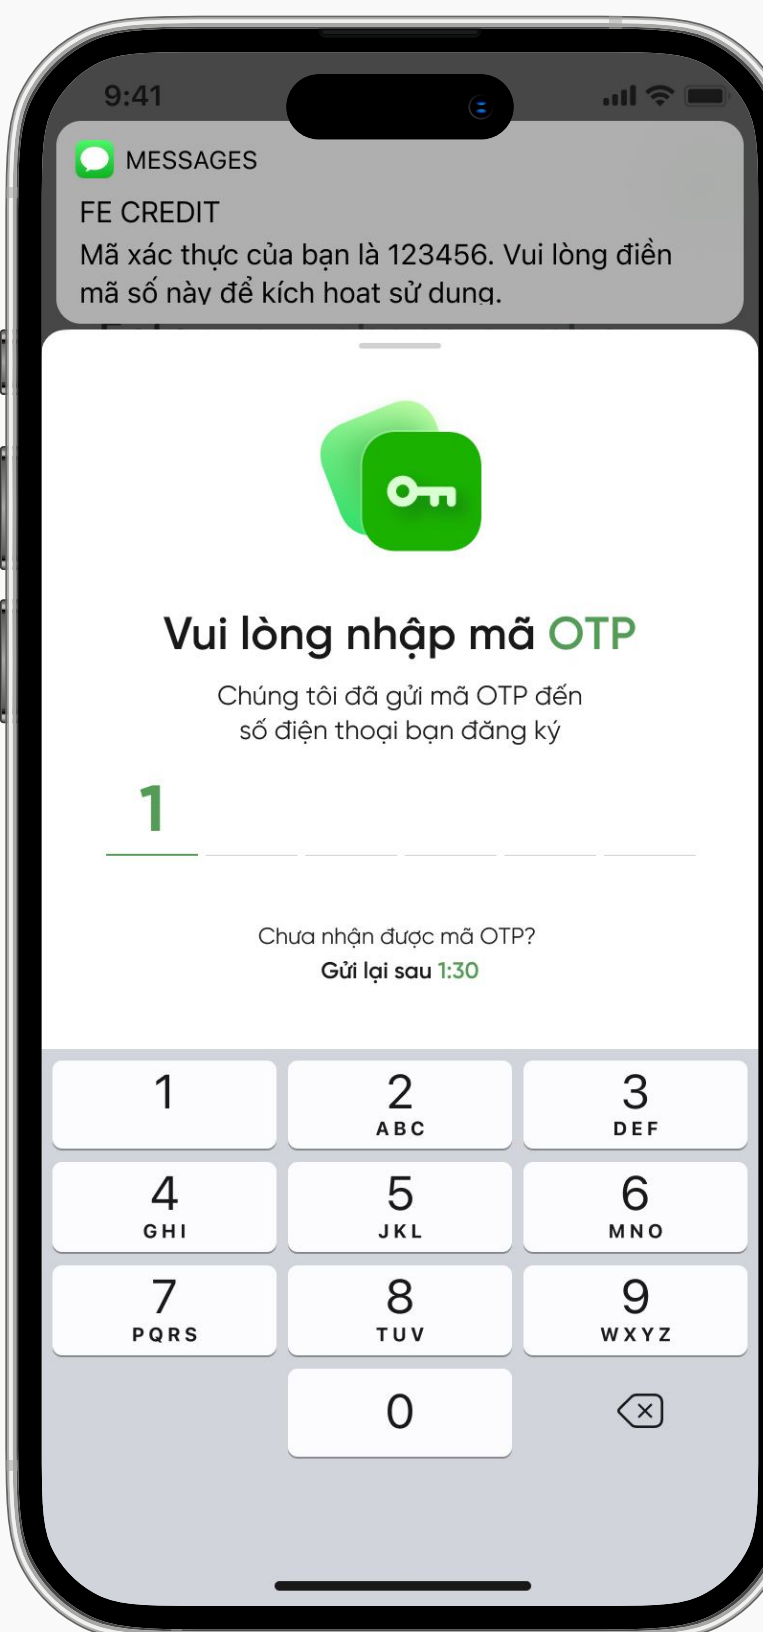 9:41
MESSAGES
FE CREDIT
Mã xác thực của bạn là 123456. Vui lòng điền
mã số này để kích hoạt sử dụng.
Vui lòng nhập mã OTP
Chúng tôi đã gửi mã OTP đến
số điện thoại bạn đăng ký
1
Chưa nhận được mã OTP?
Gửi lại sau 1:30
1
2
ABC
3
DEF
4
GHI
5
JKL
6
MNO
7
PQRS
8
TUV
9
WXYZ
0